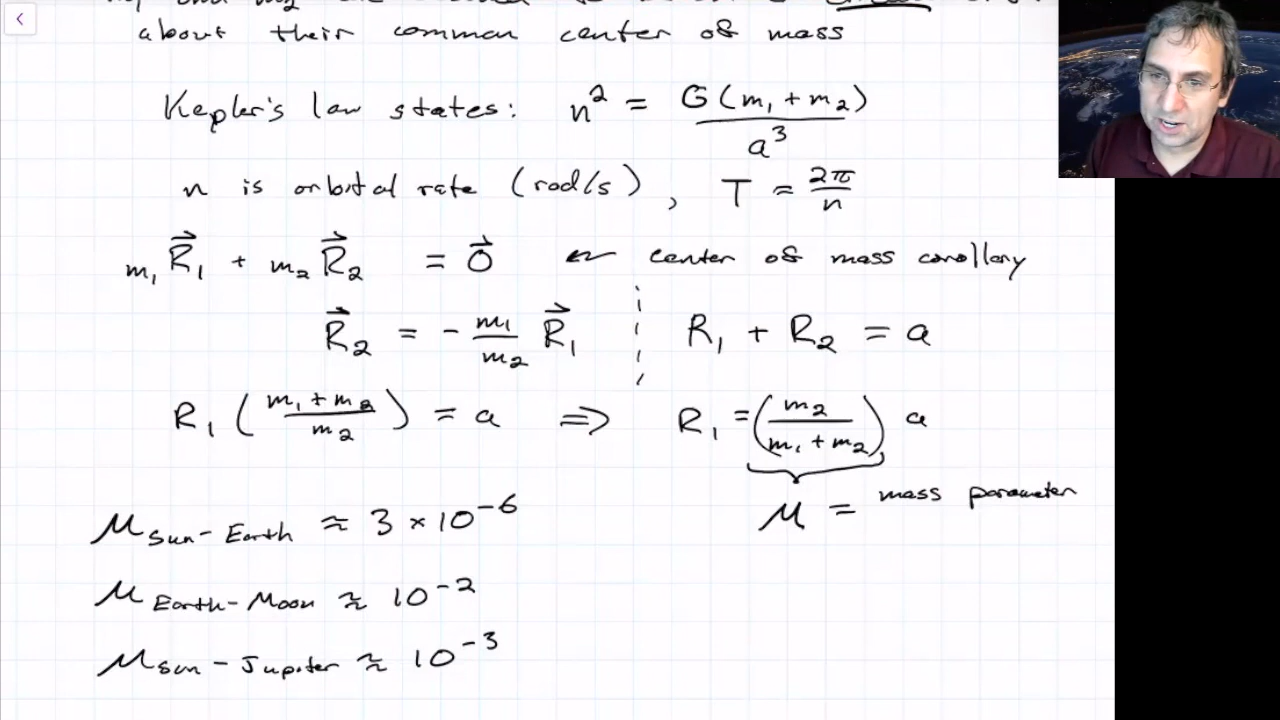 about their common center of mass
Kepler's law states: n² = G(m₁ + m₂) / a³
n is orbital rate (rad/s), T = 2π / n
m₁ R⃗₁ + m₂ R⃗₂ = 0⃗ ← center of mass corollary
R⃗₂ = - m₁ / m₂ R⃗₁ R₁ + R₂ = a
R₁ ( m₁ + m₂ / m₂ ) = a ⇒ R₁ = ( m₂ / m₁ + m₂ ) a
μ = mass parameter
μ Sun-Earth ≈ 3 × 10⁻⁶
μ Earth-Moon ≈ 10⁻²
μ Sun-Jupiter ≈ 10⁻³